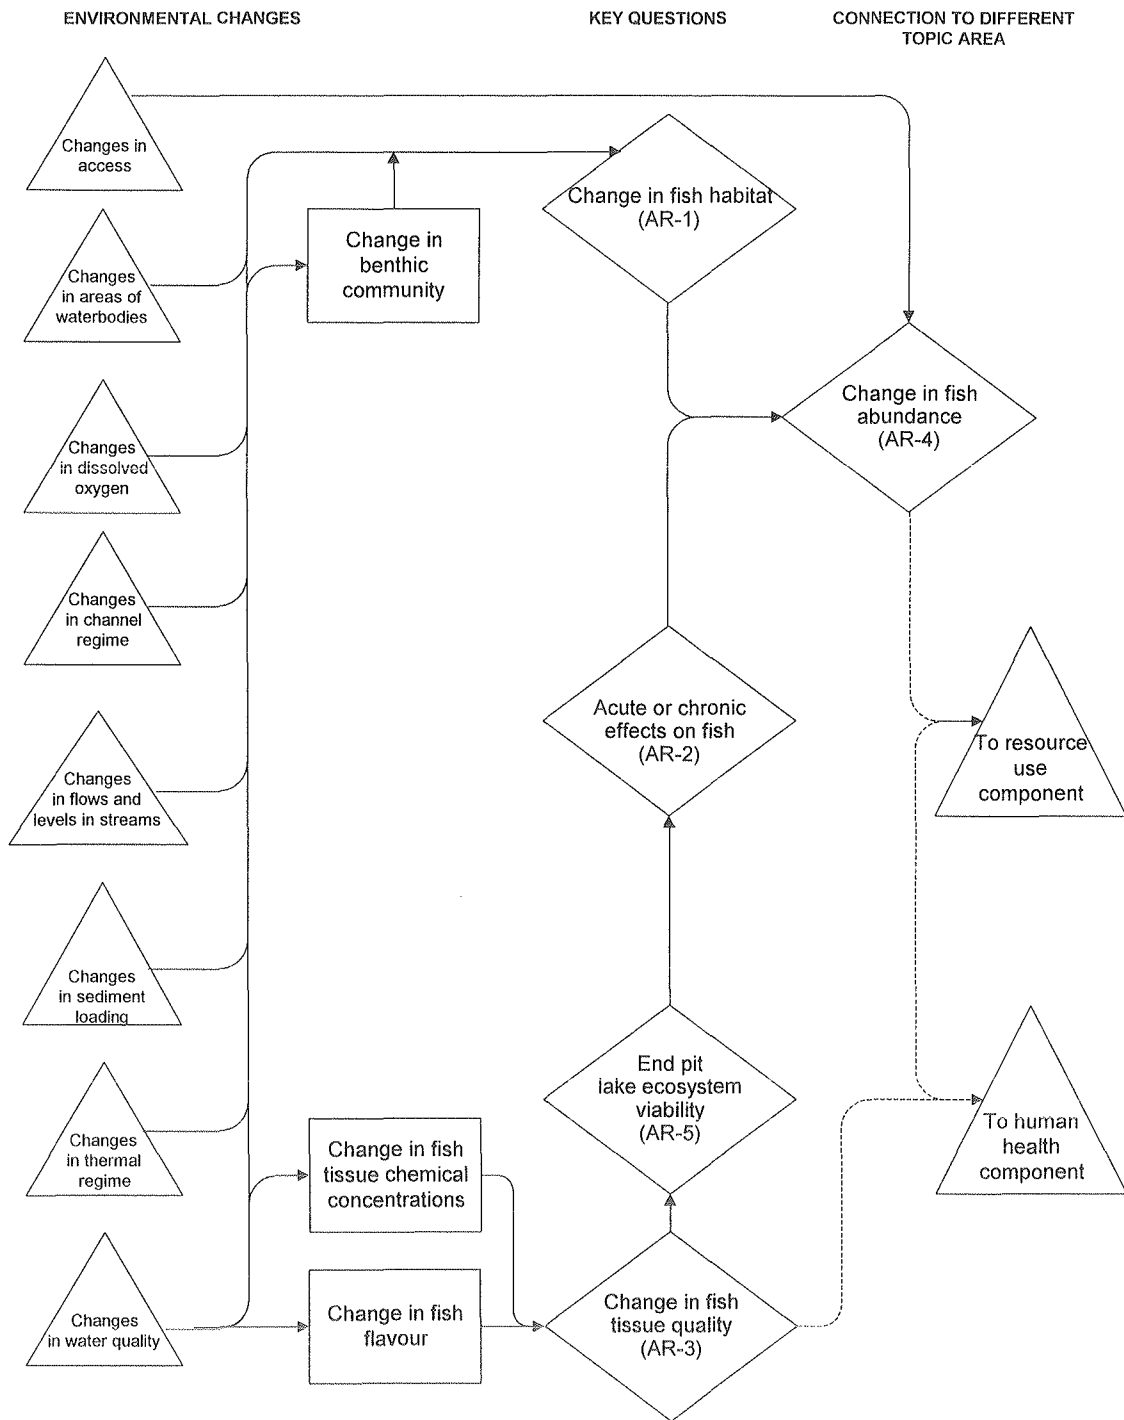 ENVIRONMENTAL CHANGES
KEY QUESTIONS
CONNECTION TO DIFFERENT
TOPIC AREA
Changes in
access
Changes
in areas of
waterbodies
Changes
in dissolved
oxygen
Changes
in channel
regime
Changes
in flows and
levels in streams
Changes
in sediment
loading
Changes
in thermal
regime
Changes
in water quality
Change in
benthic
community
Change in fish
tissue chemical
concentrations
Change in fish
flavour
Change in fish habitat
(AR-1)
Acute or chronic
effects on fish
(AR-2)
End pit
lake ecosystem
viability
(AR-5)
Change in fish
tissue quality
(AR-3)
Change in fish
abundance
(AR-4)
To resource
use
component
To human
health
component